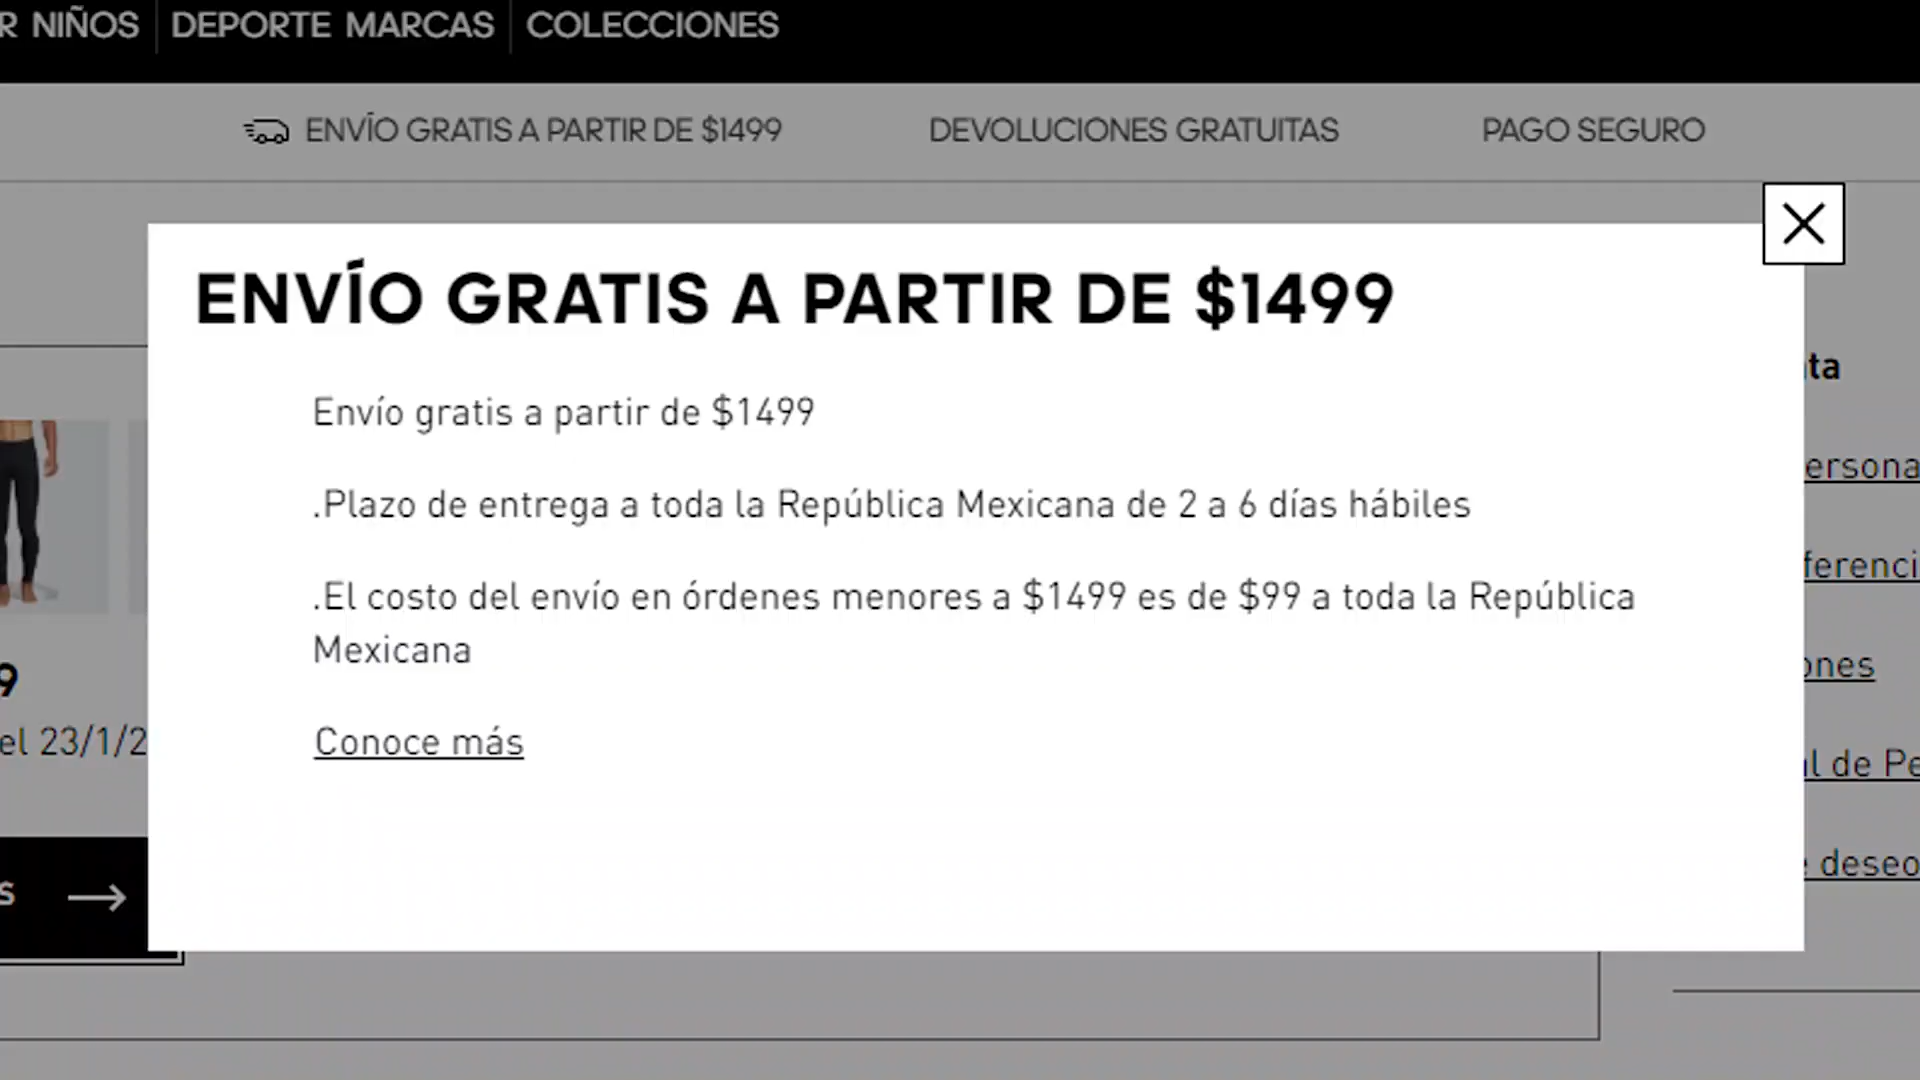 R NIÑOS DEPORTE MARCAS COLECCIONES
ENVÍO GRATIS A PARTIR DE $1499 DEVOLUCIONES GRATUITAS PAGO SEGURO
ENVÍO GRATIS A PARTIR DE $1499
Envío gratis a partir de $1499
.Plazo de entrega a toda la República Mexicana de 2 a 6 días hábiles
.El costo del envío en órdenes menores a $1499 es de $99 a toda la República
Mexicana
Conoce más
9
el 23/1/2
S
ta
ersona
ferenci
ones
l de Pe
e deseo